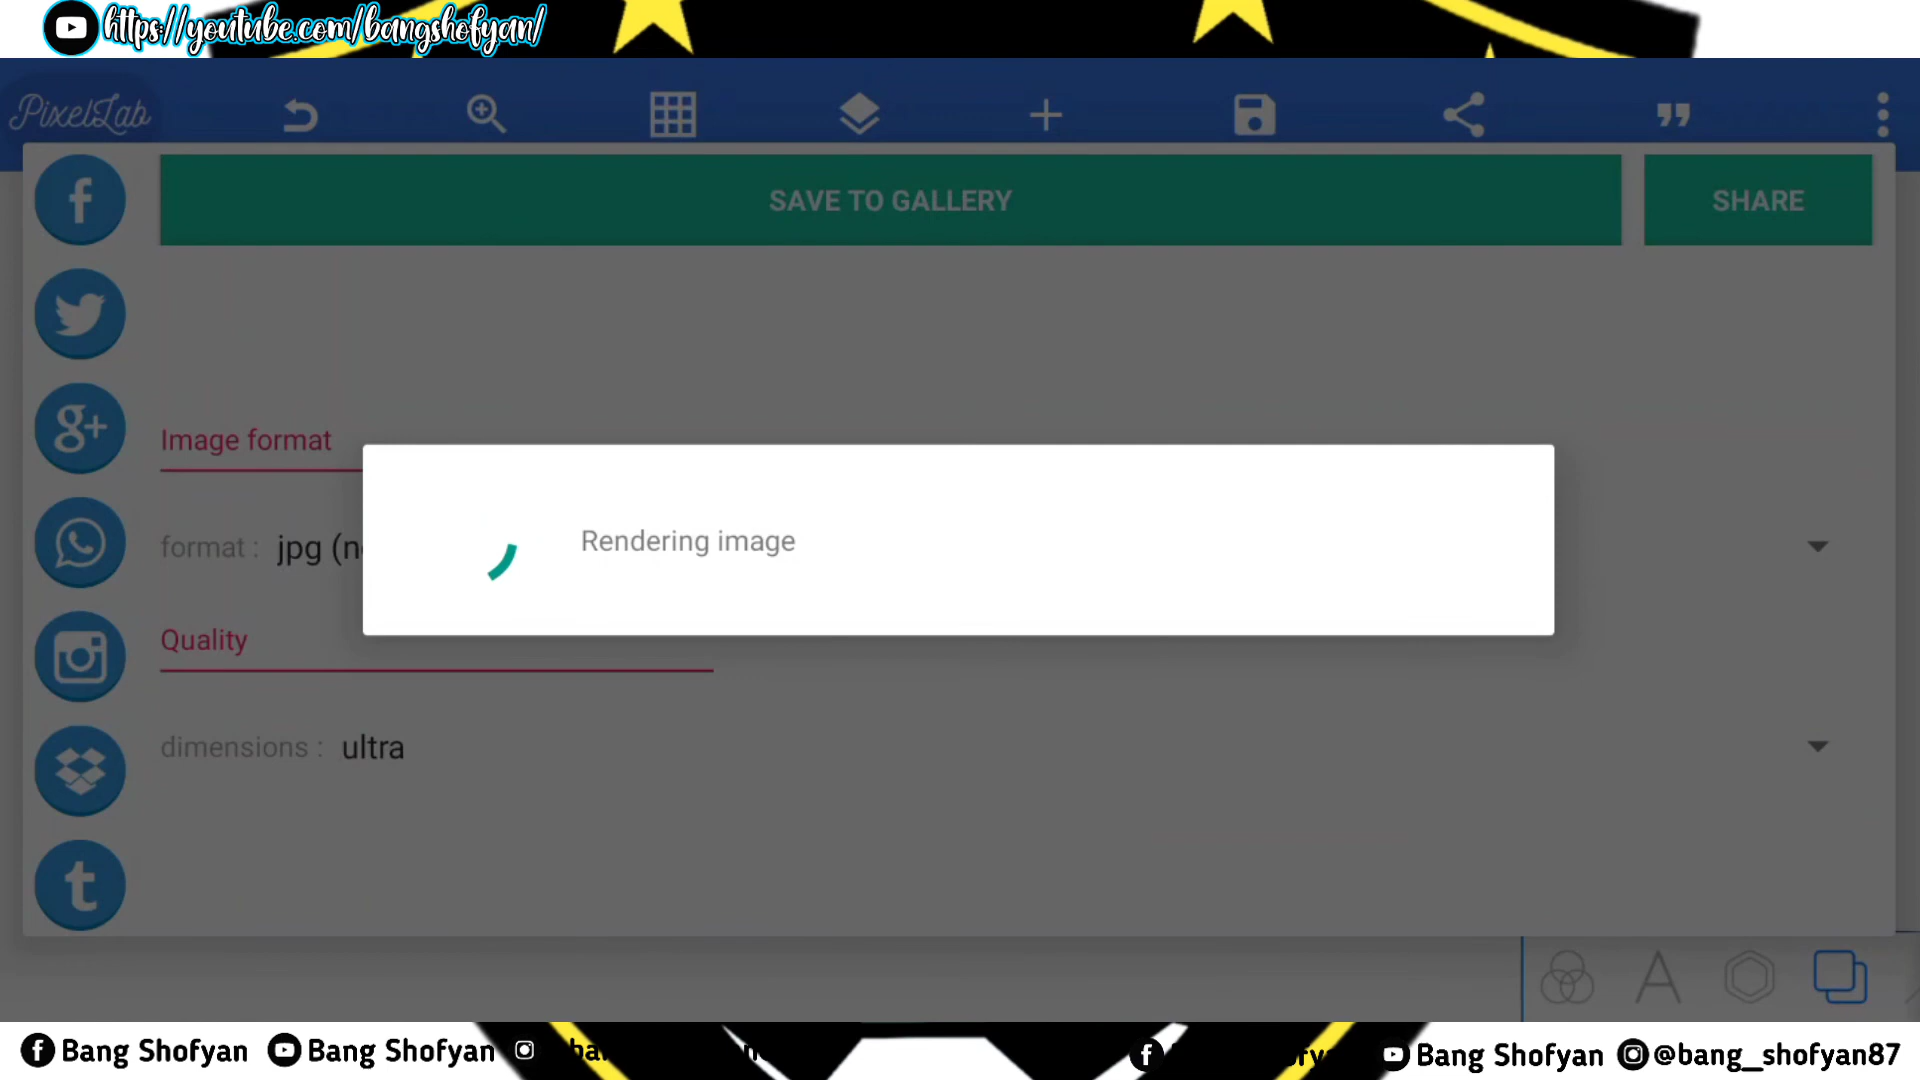 https://youtube.com/bangshofyan/
PixelLab
SAVE TO GALLERY
SHARE
Image format
format : jpg
Rendering image
Quality
dimensions : ultra
Bang Shofyan Bang Shofyan
Bang Shofyan @bang__shofyan87